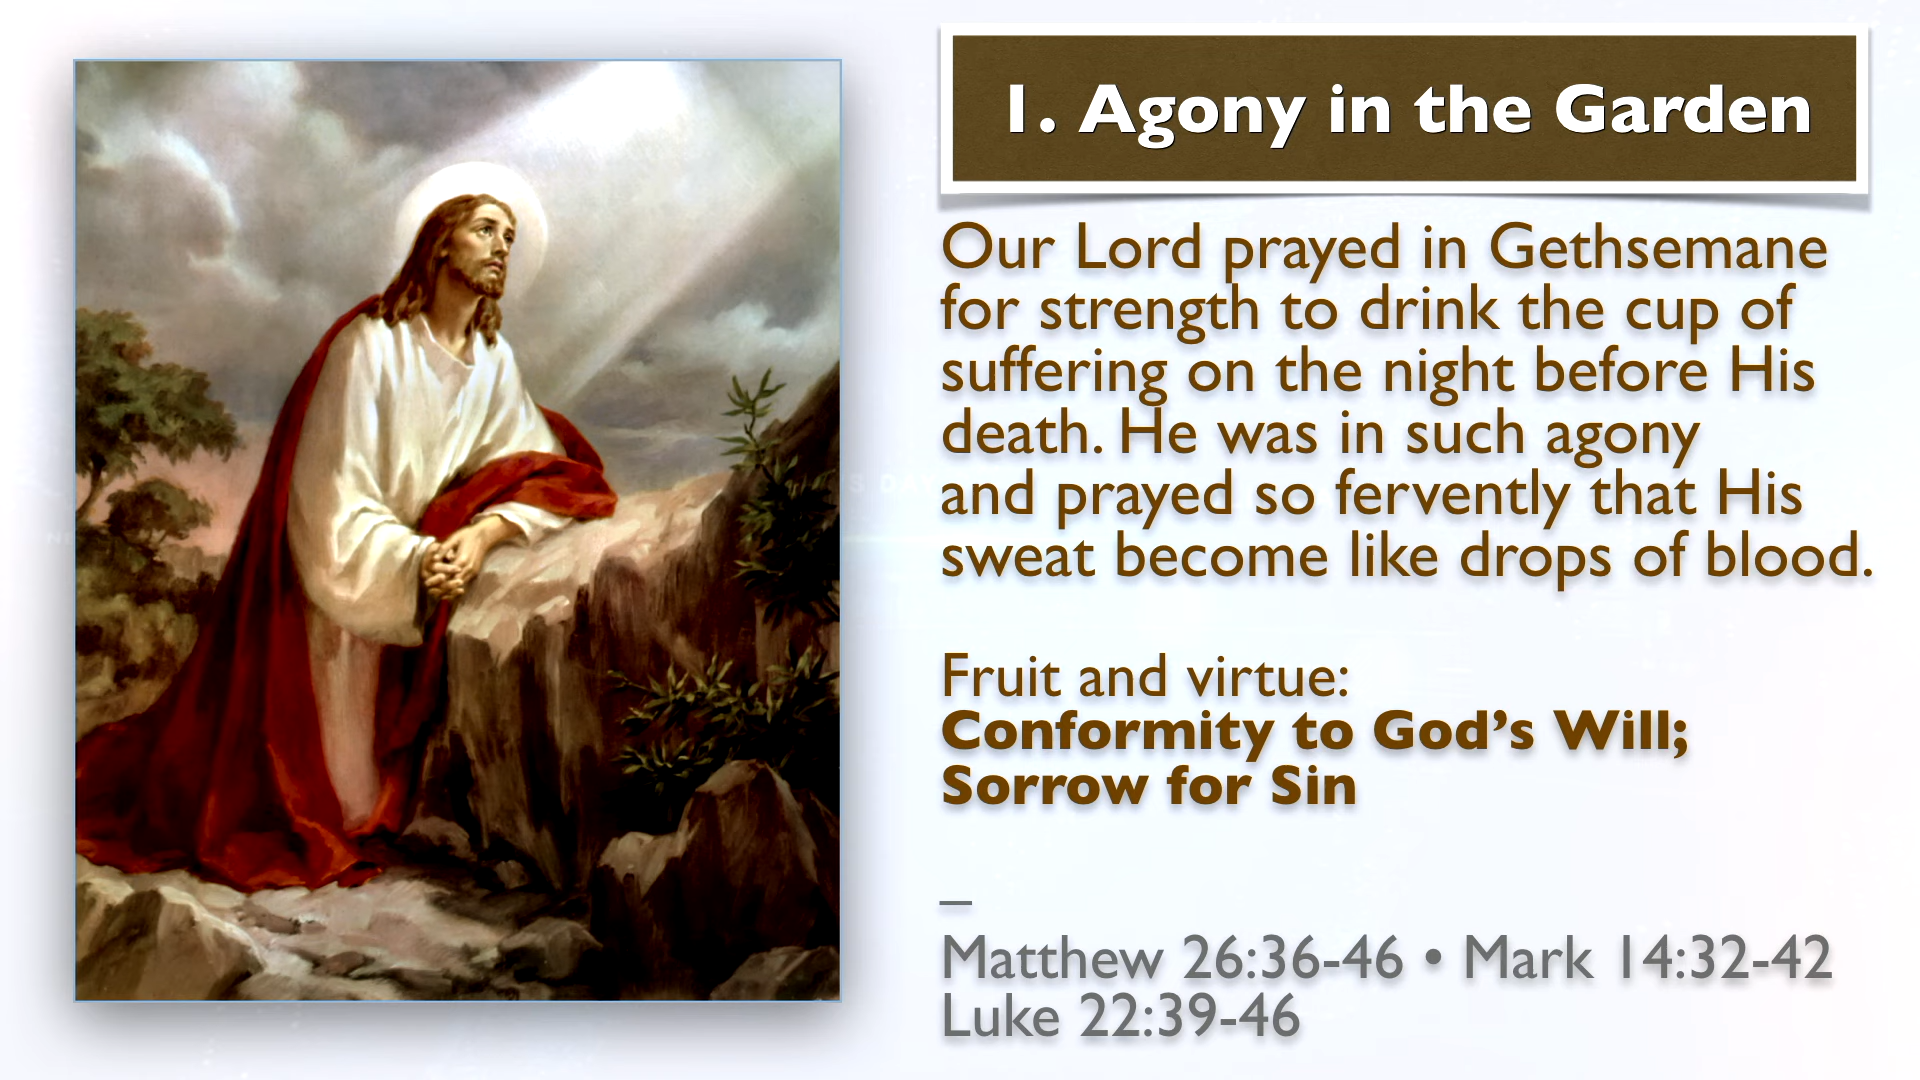 1. Agony in the Garden
Our Lord prayed in Gethsemane
for strength to drink the cup of
suffering on the night before His
death. He was in such agony
and prayed so fervently that His
sweat become like drops of blood.
Fruit and virtue:
Conformity to God’s Will;
Sorrow for Sin
_
Matthew 26:36-46 • Mark 14:32-42
Luke 22:39-46